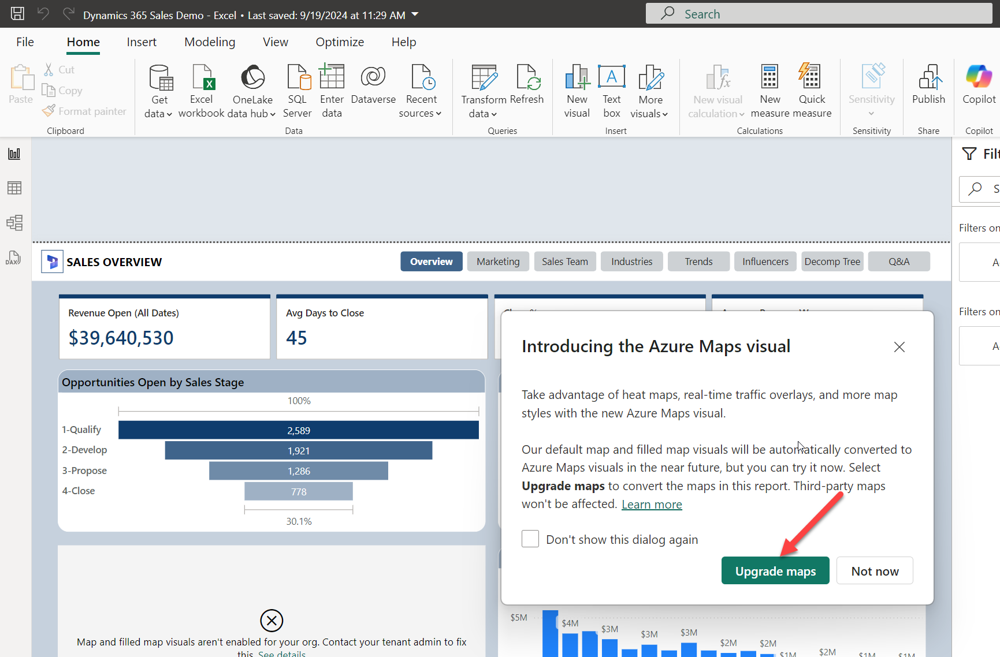 Dynamics 365 Sales Demo - Excel • Last saved: 9/19/2024 at 11:29 AM
Search
File Home Insert Modeling View Optimize Help
Paste
Cut
Copy
Format painter
Clipboard
Get data
Excel workbook
OneLake data hub
SQL Server
Enter data
Dataverse
Recent sources
Data
Transform data
Refresh
Queries
New visual
Text box
More visuals
Insert
New visual calculation
New measure
Quick measure
Calculations
Sensitivity
Sensitivity
Publish
Share
Copilot
Copilot
DAX
SALES OVERVIEW
Overview Marketing Sales Team Industries Trends Influencers Decomp Tree Q&A
Revenue Open (All Dates)
$39,640,530
Avg Days to Close
45
Opportunities Open by Sales Stage
100%
1-Qualify 2,589
2-Develop 1,921
3-Propose 1,286
4-Close 778
30.1%
Map and filled map visuals aren't enabled for your org. Contact your tenant admin to fix
this. See details
Introducing the Azure Maps visual
Take advantage of heat maps, real-time traffic overlays, and more map
styles with the new Azure Maps visual.
Our default map and filled map visuals will be automatically converted to
Azure Maps visuals in the near future, but you can try it now. Select
Upgrade maps to convert the maps in this report. Third-party maps
won't be affected. Learn more
Don't show this dialog again
Upgrade maps Not now
$5M $4M $3M $3M $3M $2M $2M $1M $2M $1M $1M
Filters on
Filters on